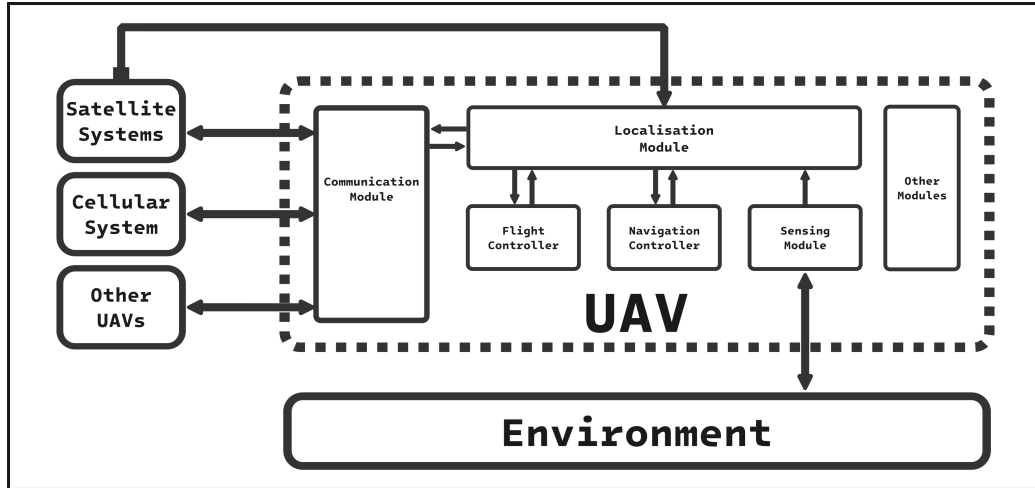 Satellite
Systems
Cellular
System
Other
UAVs
Communication
Module
Localisation
Module
Flight
Controller
Navigation
Controller
Sensing
Module
Other
Modules
UAV
Environment